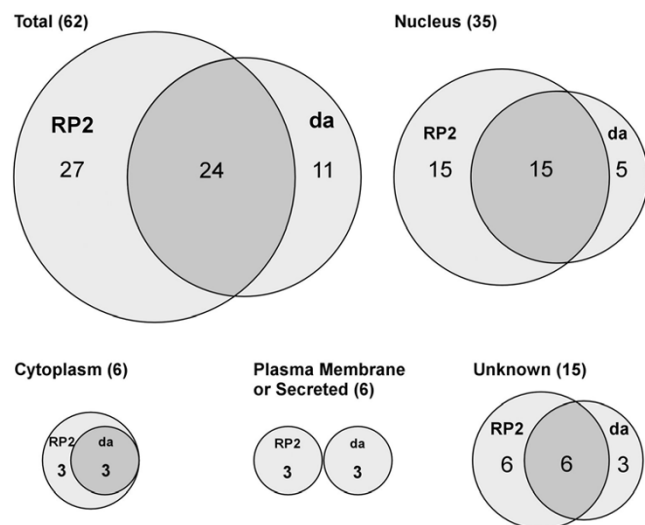 Total (62)
RP2
da
27
24
11
Nucleus (35)
RP2
da
15
15
5
Cytoplasm (6)
RP2
da
3
3
Plasma Membrane
or Secreted (6)
RP2
da
3
3
Unknown (15)
RP2
da
6
6
3